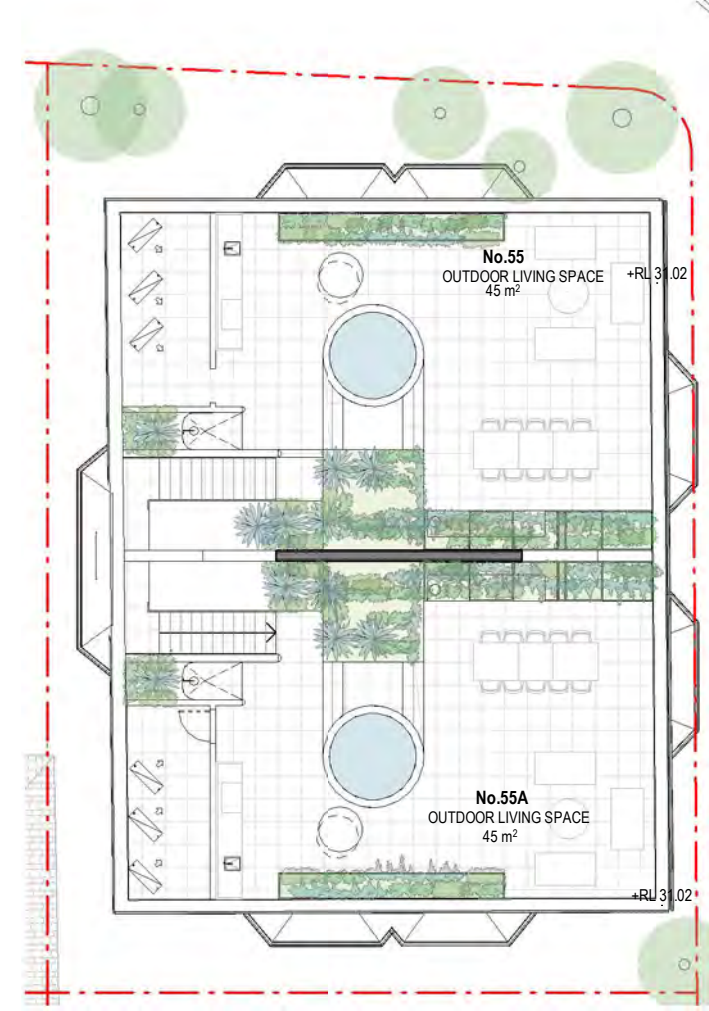 No.55
OUTDOOR LIVING SPACE
45 m²
+RL 31.02
No.55A
OUTDOOR LIVING SPACE
45 m²
+RL 31.02